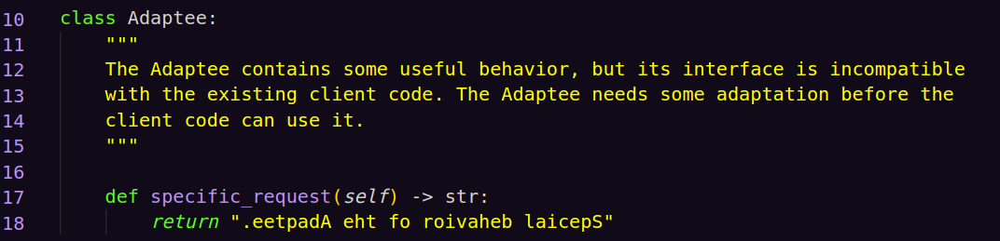 10 class Adaptee:
11 """
12 The Adaptee contains some useful behavior, but its interface is incompatible
13 with the existing client code. The Adaptee needs some adaptation before the
14 client code can use it.
15 """
16
17 def specific_request(self) -> str:
18 return ".eetpadA eht fo roivaheb laicepS"